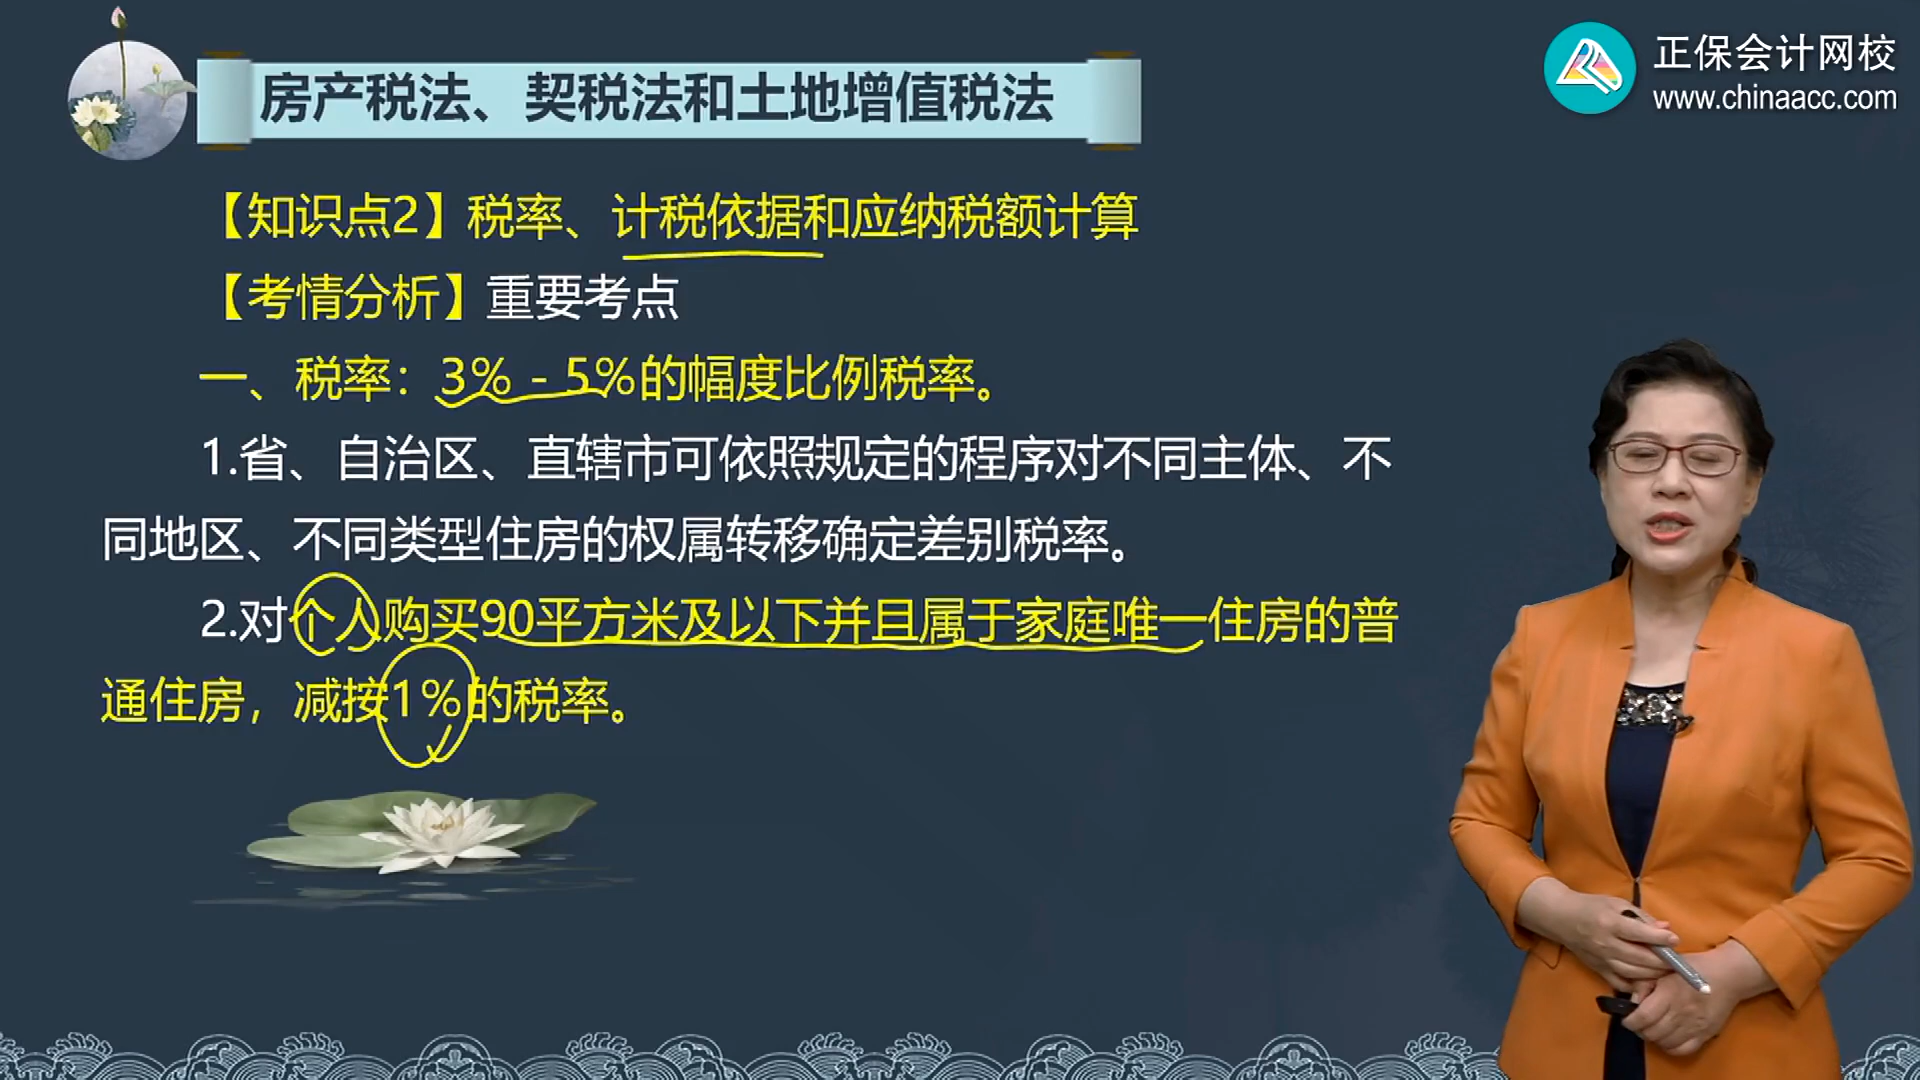 房产税法、契税法和土地增值税法
正保会计网校
www.chinaacc.com
【知识点2】税率、计税依据和应纳税额计算
【考情分析】重要考点
一、税率：3%－5%的幅度比例税率。
1.省、自治区、直辖市可依照规定的程序对不同主体、不
同地区、不同类型住房的权属转移确定差别税率。
2.对个人购买90平方米及以下并且属于家庭唯一住房的普
通住房，减按1%的税率。